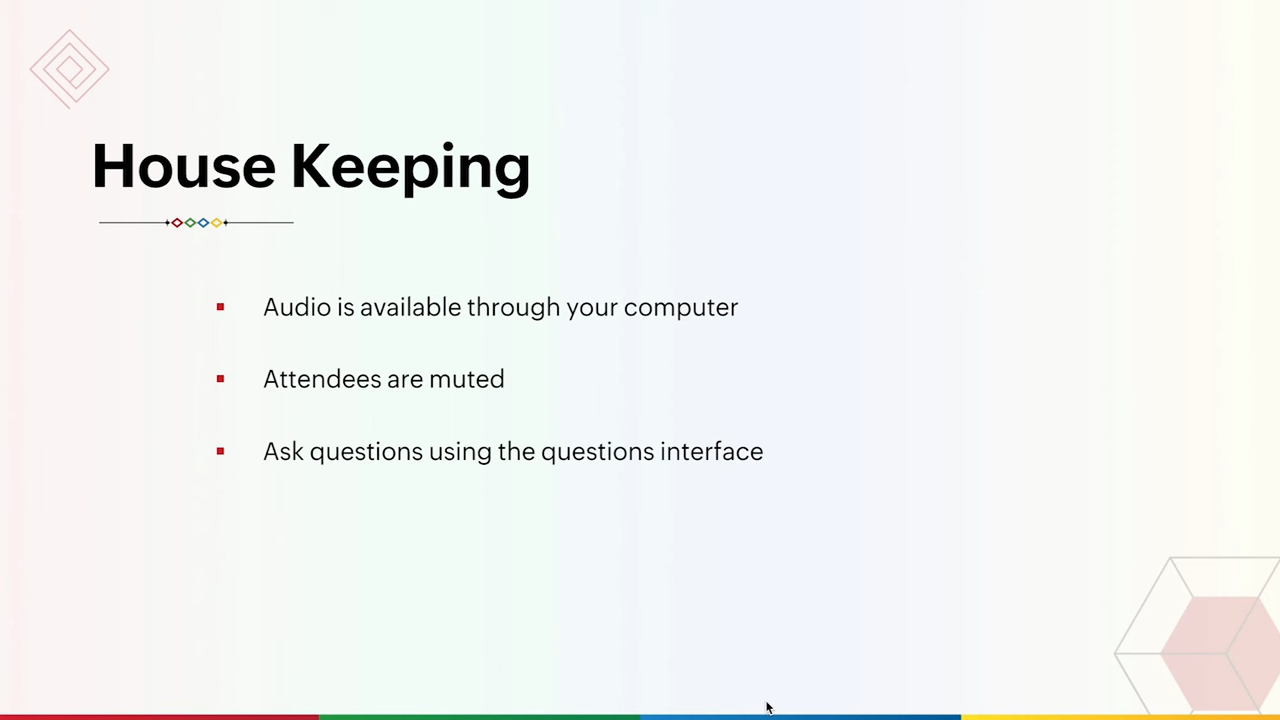 House Keeping
Audio is available through your computer
Attendees are muted
Ask questions using the questions interface